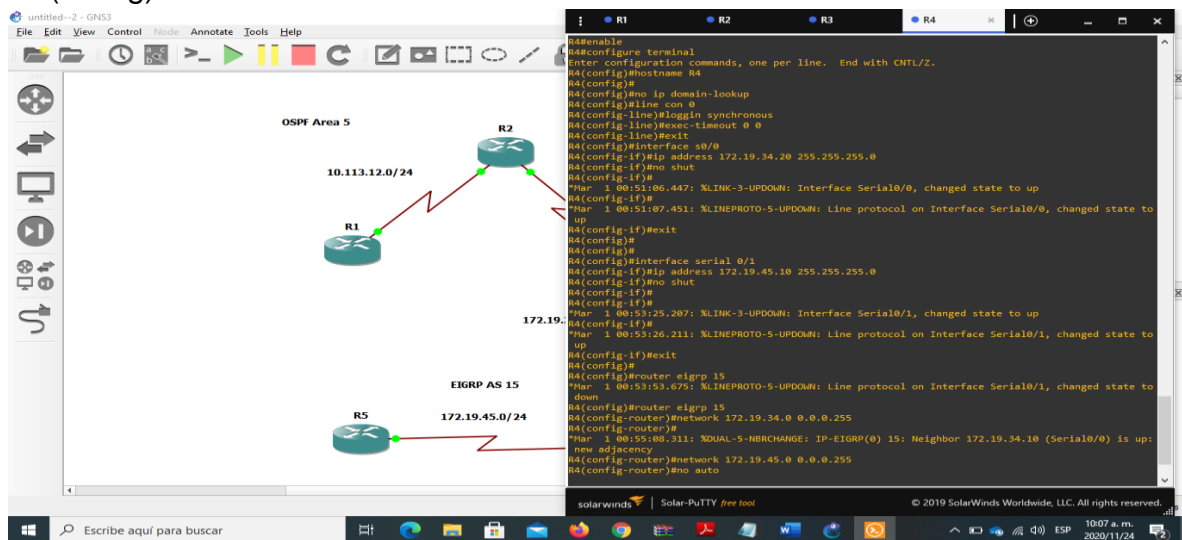 untitled--2 - GNS3
File Edit View Control Node Annotate Tools Help
OSPF Area 5
R2
10.113.12.0/24
R1
172.19.
EIGRP AS 15
R5
172.19.45.0/24
R1 R2 R3 R4
R4#enable
R4#configure terminal
Enter configuration commands, one per line. End with CNTL/Z.
R4(config)#hostname R4
R4(config)#
R4(config)#no ip domain-lookup
R4(config)#line con 0
R4(config-line)#loggin synchronous
R4(config-line)#exec-timeout 0 0
R4(config-line)#exit
R4(config)#interface s0/0
R4(config-if)#ip address 172.19.34.20 255.255.255.0
R4(config-if)#no shut
R4(config-if)#
*Mar 1 00:51:06.447: %LINK-3-UPDOWN: Interface Serial0/0, changed state to up
R4(config-if)#
*Mar 1 00:51:07.451: %LINEPROTO-5-UPDOWN: Line protocol on Interface Serial0/0, changed state to
up
R4(config-if)#exit
R4(config)#
R4(config)#
R4(config)#interface serial 0/1
R4(config-if)#ip address 172.19.45.10 255.255.255.0
R4(config-if)#no shut
R4(config-if)#
R4(config-if)#
*Mar 1 00:53:25.207: %LINK-3-UPDOWN: Interface Serial0/1, changed state to up
R4(config-if)#
*Mar 1 00:53:26.211: %LINEPROTO-5-UPDOWN: Line protocol on Interface Serial0/1, changed state to
up
R4(config-if)#exit
R4(config)#
R4(config)#router eigrp 15
*Mar 1 00:53:53.675: %LINEPROTO-5-UPDOWN: Line protocol on Interface Serial0/1, changed state to
down
R4(config)#router eigrp 15
R4(config-router)#network 172.19.34.0 0.0.0.255
R4(config-router)#
*Mar 1 00:55:08.311: %DUAL-5-NBRCHANGE: IP-EIGRP(0) 15: Neighbor 172.19.34.10 (Serial0/0) is up:
new adjacency
R4(config-router)#network 172.19.45.0 0.0.0.255
R4(config-router)#no auto
solarwinds Solar-PuTTY free tool © 2019 SolarWinds Worldwide, LLC. All rights reserved.
Escribe aquí para buscar
ESP
10:07 a. m.
2020/11/24